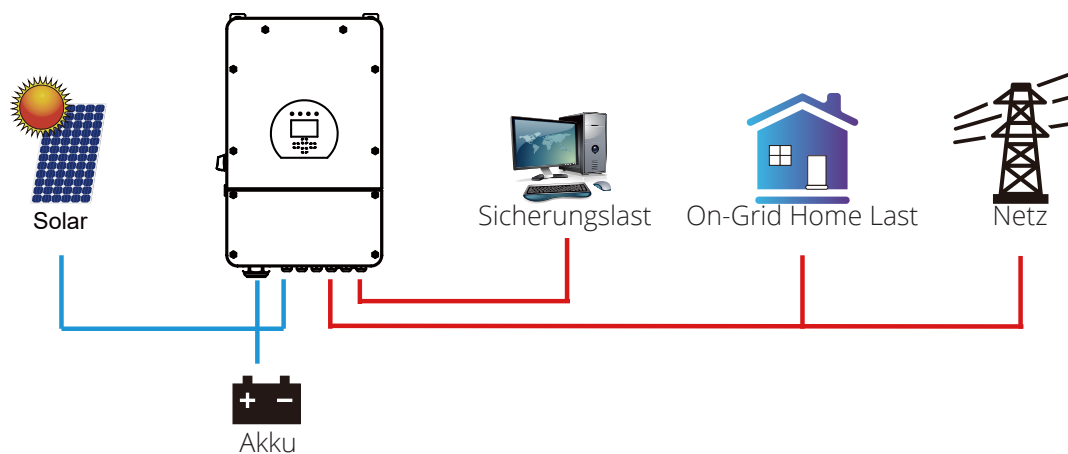 Solar
Sicherungslast
On-Grid Home Last
Netz
+ −
Akku